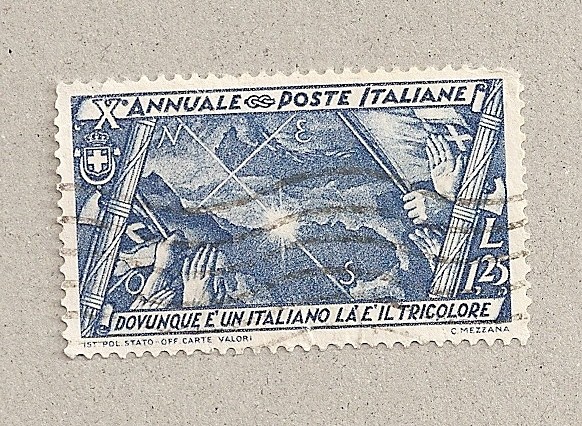 X° ANNUALE POSTE ITALIANE
N E
O S
L
1,25
DOVUNQUE E' UN ITALIANO LA' E' IL TRICOLORE
IST. POL. STATO - OFF. CARTE VALORI C. MEZZANA